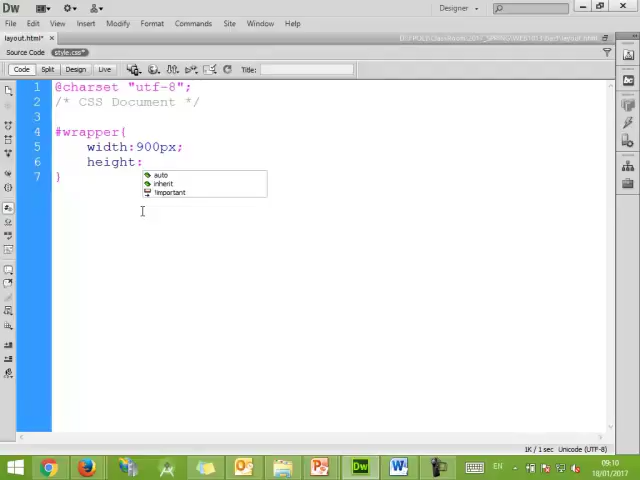 Dw
Designer
File Edit View Insert Modify Format Commands Site Window Help
layout.html*
Source Code style.css*
Code Split Design Live Title:
1 @charset "utf-8";
2 /* CSS Document */
3
4 #wrapper{
5 width:900px;
6 height:
7 }
auto
inherit
!important
1K / 1 sec Unicode (UTF-8)
Dw
EN
09:10
18/01/2017